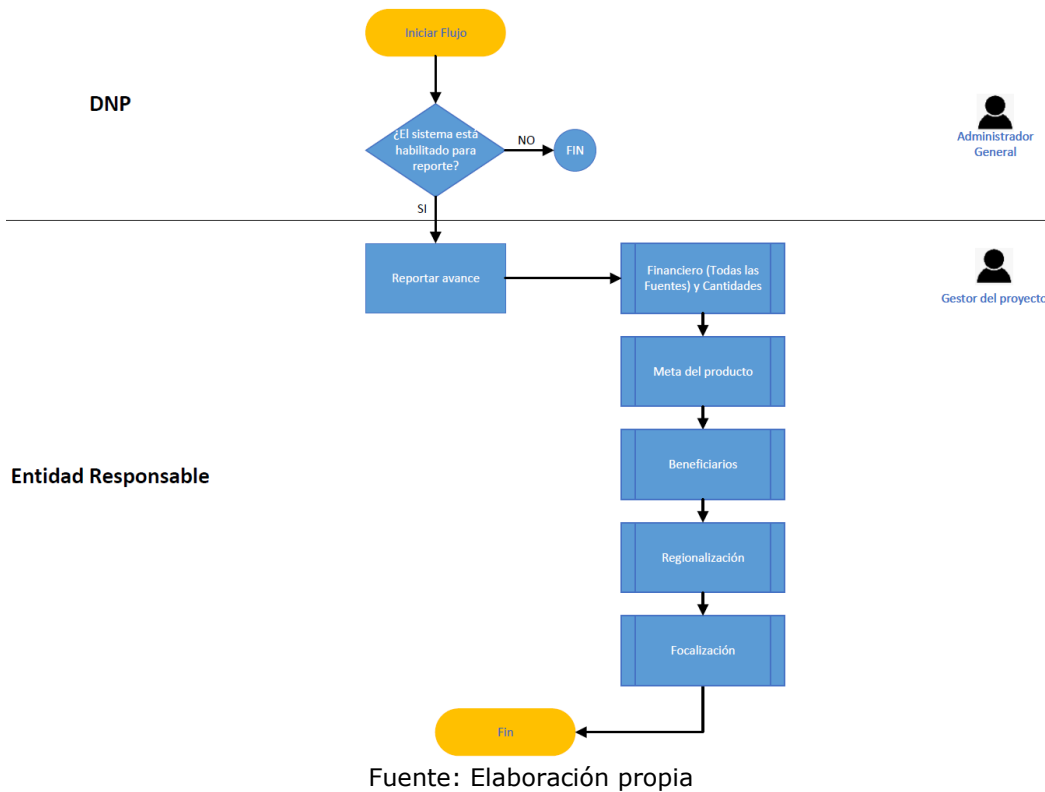 Iniciar Flujo
DNP
¿El sistema está
habilitado para
reporte?
NO
FIN
Administrador
General
SI
Reportar avance
Financiero (Todas las
Fuentes) y Cantidades
Gestor del proyecto
Meta del producto
Beneficiarios
Entidad Responsable
Regionalización
Focalización
Fin
Fuente: Elaboración propia